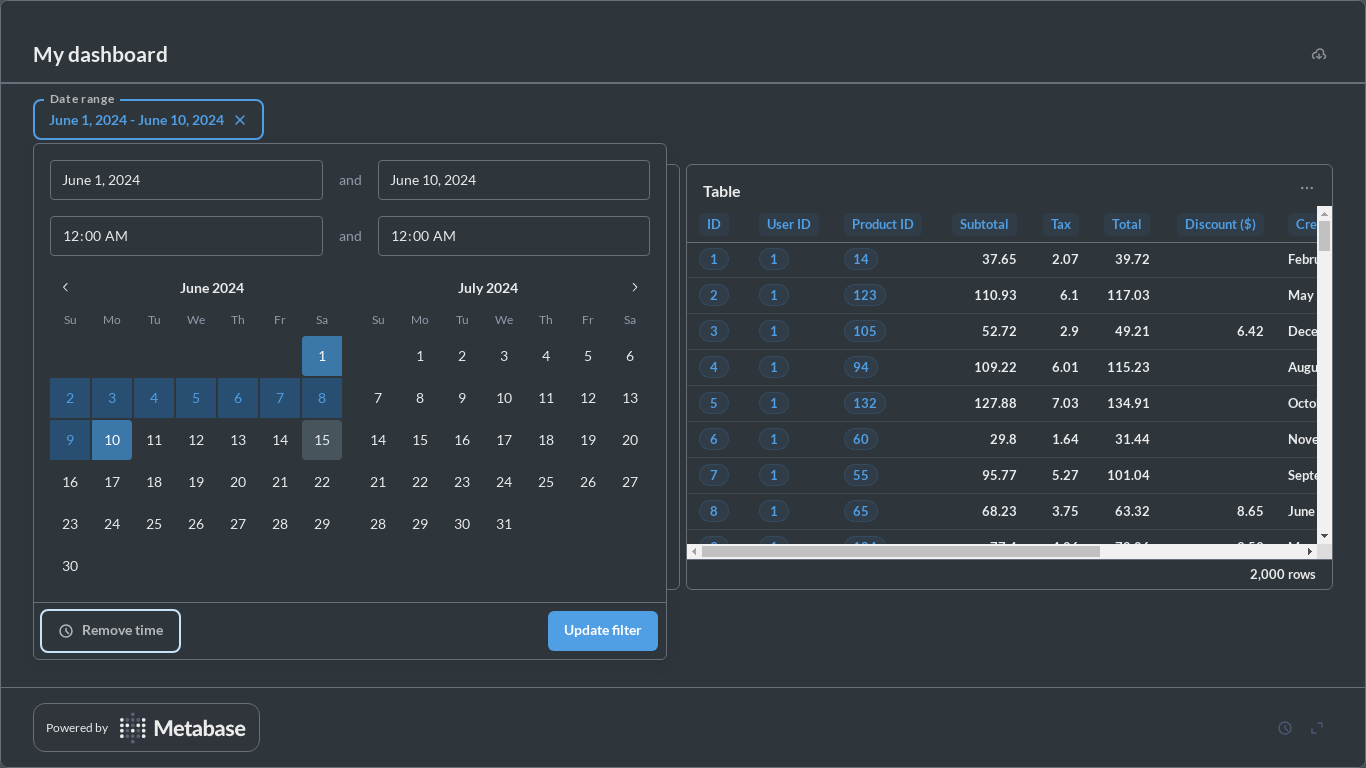 My dashboard
Date range
June 1, 2024 - June 10, 2024
June 1, 2024 and June 10, 2024
12:00 AM and 12:00 AM
June 2024 July 2024
Su Mo Tu We Th Fr Sa Su Mo Tu We Th Fr Sa
1 1 2 3 4 5 6
2 3 4 5 6 7 8 7 8 9 10 11 12 13
9 10 11 12 13 14 15 14 15 16 17 18 19 20
16 17 18 19 20 21 22 21 22 23 24 25 26 27
23 24 25 26 27 28 29 28 29 30 31
30
Remove time Update filter
Table
ID User ID Product ID Subtotal Tax Total Discount ($) Cre
1 1 14 37.65 2.07 39.72 Febru
2 1 123 110.93 6.1 117.03 May
3 1 105 52.72 2.9 49.21 6.42 Dece
4 1 94 109.22 6.01 115.23 Augu
5 1 132 127.88 7.03 134.91 Octo
6 1 60 29.8 1.64 31.44 Nove
7 1 55 95.77 5.27 101.04 Septe
8 1 65 68.23 3.75 63.32 8.65 June
2,000 rows
Powered by Metabase